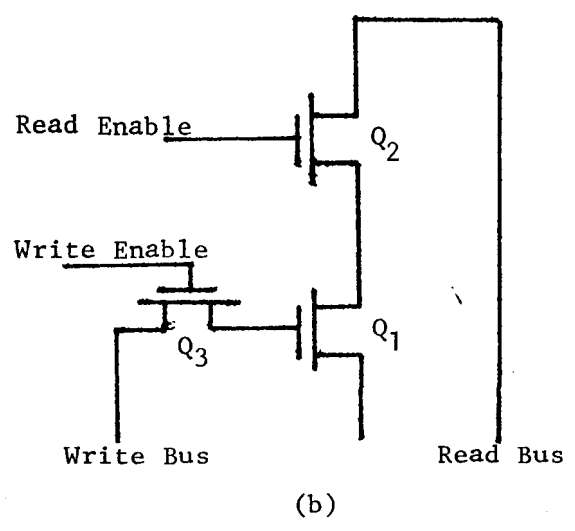 Read Enable
Q2
Write Enable
Q1
Q3
Write Bus
Read Bus
(b)